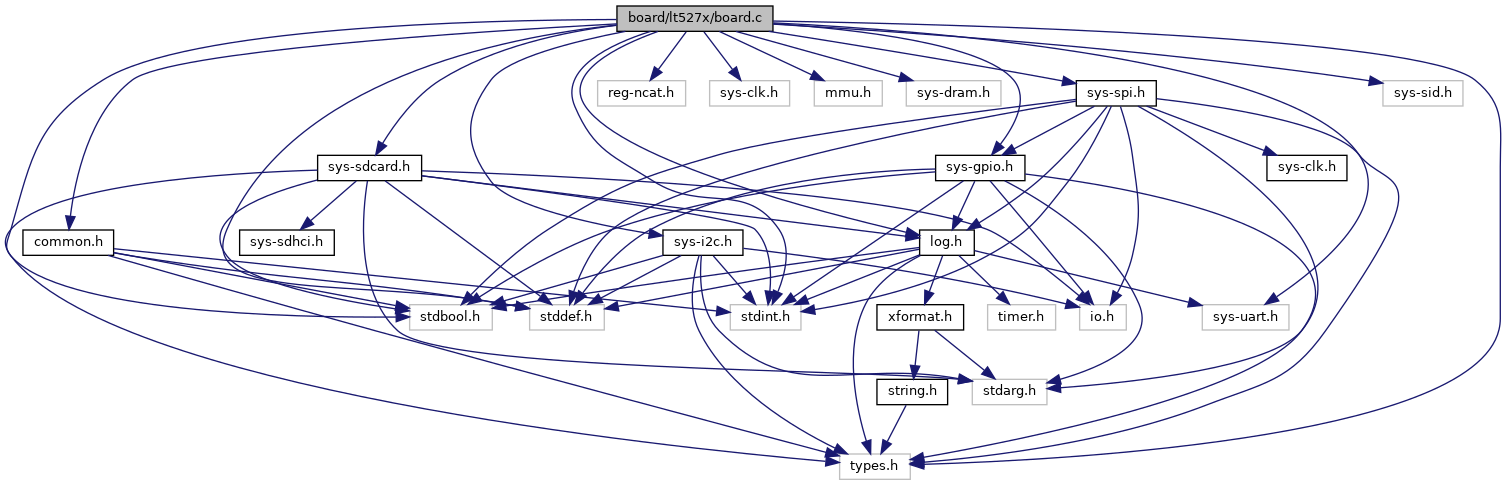 board/lt527x/board.c
reg-ncat.h
sys-clk.h
mmu.h
sys-dram.h
sys-spi.h
sys-sid.h
sys-sdcard.h
sys-gpio.h
sys-clk.h
common.h
sys-sdhci.h
sys-i2c.h
log.h
stdbool.h
stddef.h
stdint.h
xformat.h
timer.h
io.h
sys-uart.h
string.h
stdarg.h
types.h